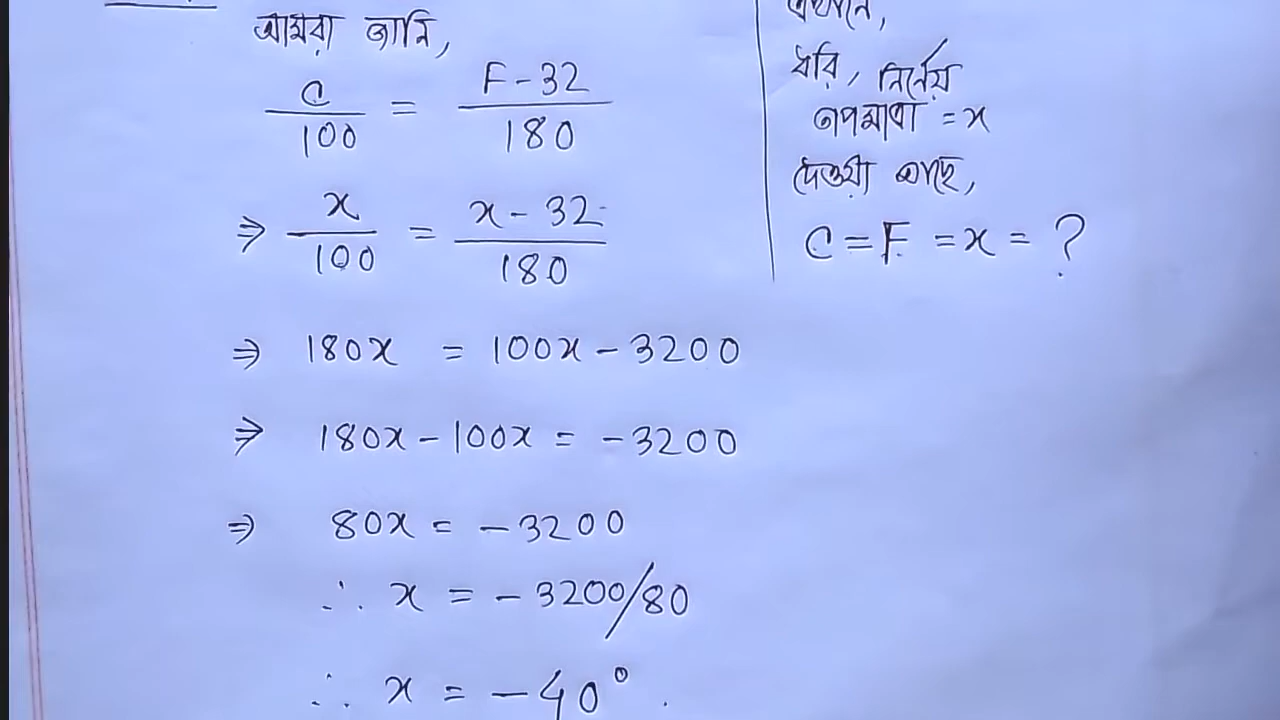 আমরা জানি,
C/100 = F-32/180
⇒ x/100 = x-32/180
⇒ 180x = 100x-3200
⇒ 180x-100x = -3200
⇒ 80x = -3200
∴ x = -3200/80
∴ x = -40°.
এখানে,
ধরি, নির্ণেয়
তাপমাত্রা = x
দেওয়া আছে,
C = F = x = ?